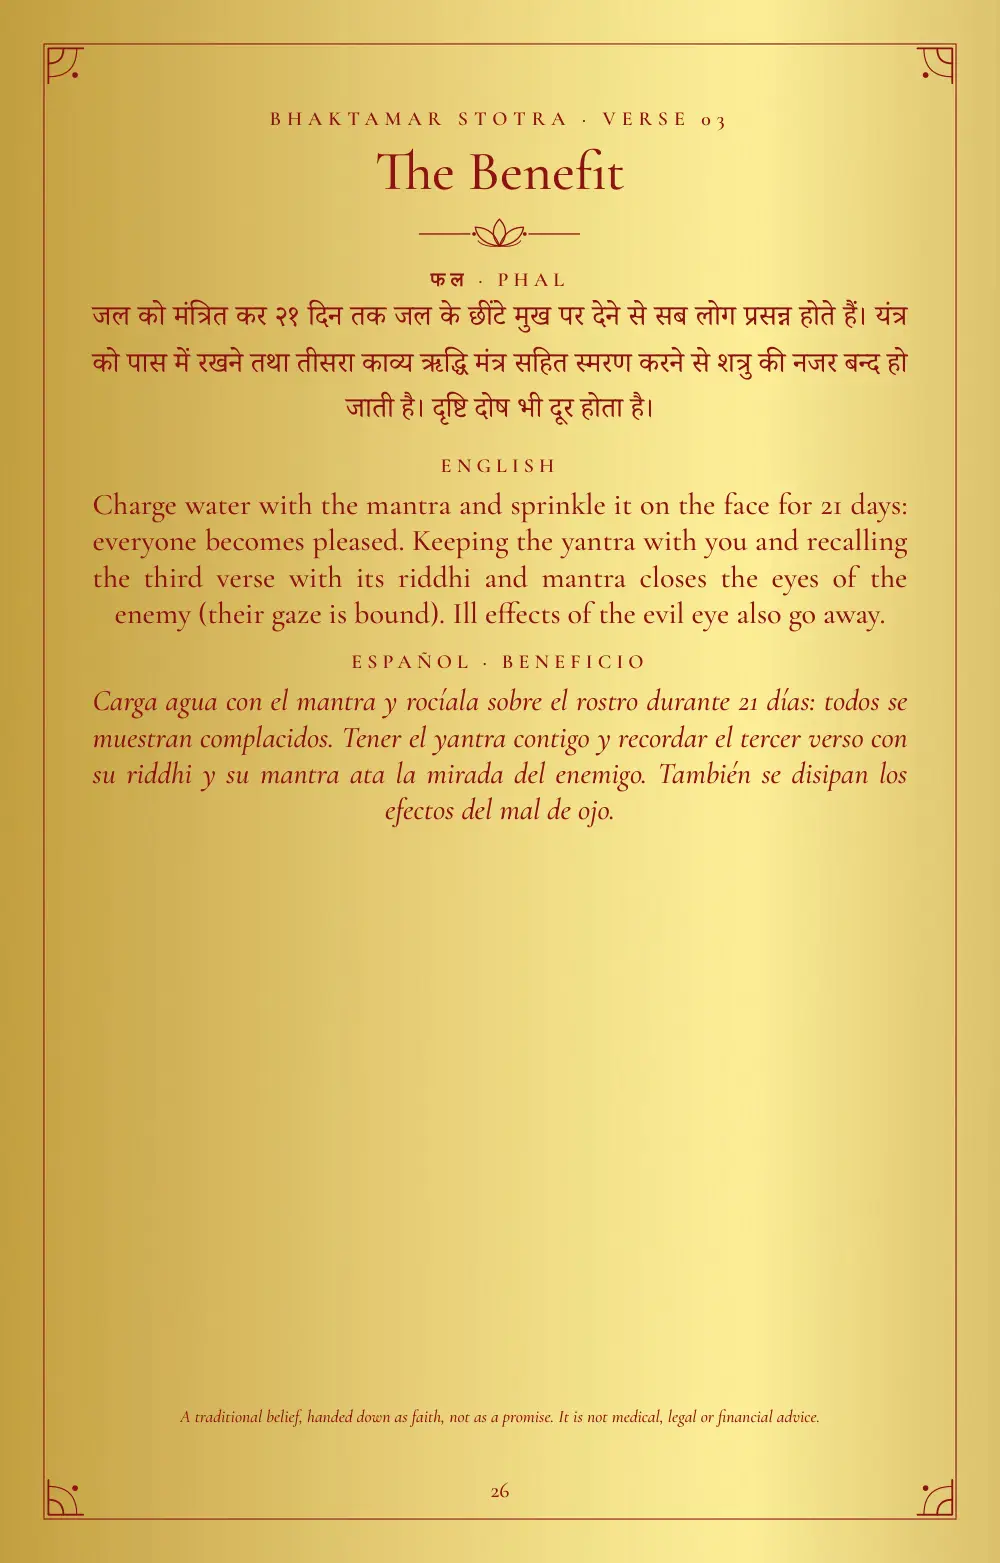 BHAKTAMAR STOTRA · VERSE 03
The Benefit
फल · PHAL
जल को मंत्रित कर २१ दिन तक जल के छींटे मुख पर देने से सब लोग प्रसन्न होते हैं। यंत्र
को पास में रखने तथा तीसरा काव्य ऋद्धि मंत्र सहित स्मरण करने से शत्रु की नजर बन्द हो
जाती है। दृष्टि दोष भी दूर होता है।
ENGLISH
Charge water with the mantra and sprinkle it on the face for 21 days:
everyone becomes pleased. Keeping the yantra with you and recalling
the third verse with its riddhi and mantra closes the eyes of the
enemy (their gaze is bound). Ill effects of the evil eye also go away.
ESPAÑOL · BENEFICIO
Carga agua con el mantra y rocíala sobre el rostro durante 21 días: todos se
muestran complacidos. Tener el yantra contigo y recordar el tercer verso con
su riddhi y su mantra ata la mirada del enemigo. También se disipan los
efectos del mal de ojo.
A traditional belief, handed down as faith, not as a promise. It is not medical, legal or financial advice.
26